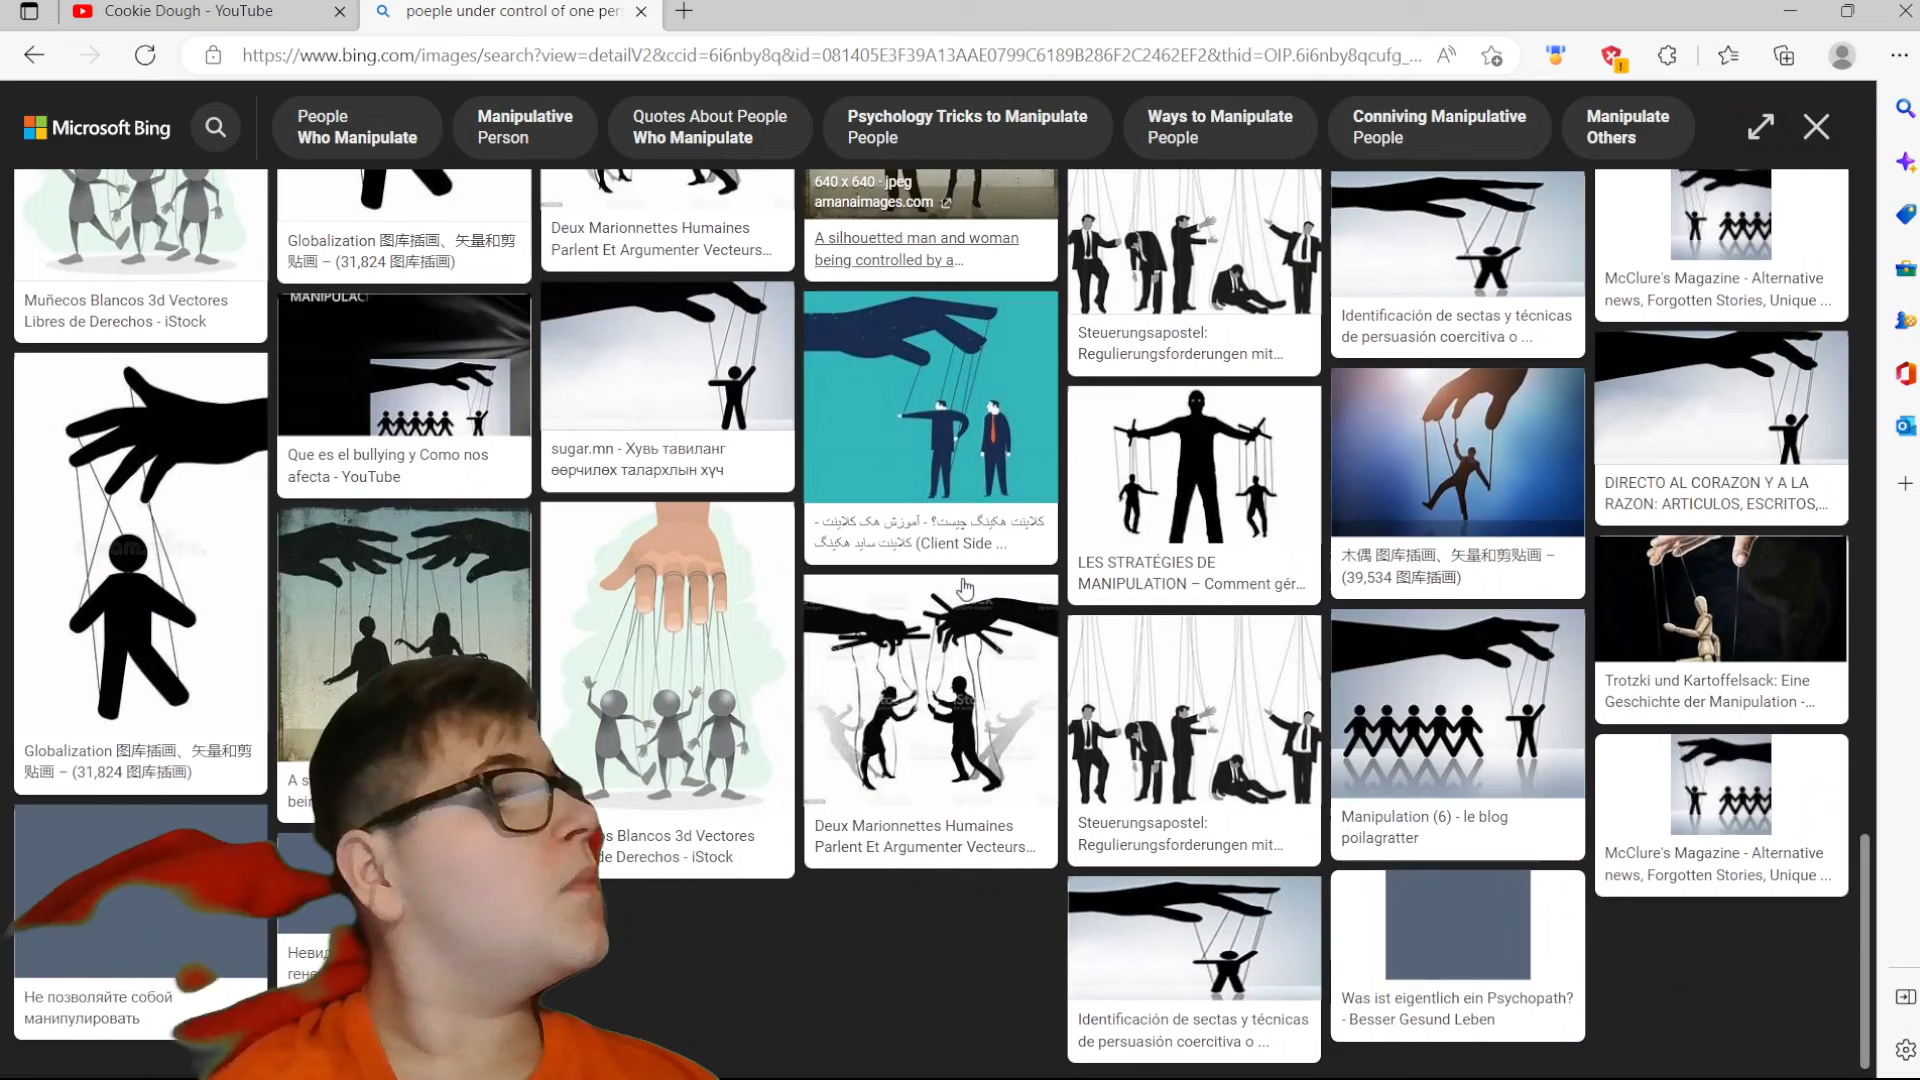 Cookie Dough - YouTube
poeple under control of one per
https://www.bing.com/images/search?view=detailV2&ccid=6i6nby8q&id=081405E3F39A13AAE0799C6189B286F2C2462EF2&thid=OIP.6i6nby8qcufg_...
Microsoft Bing
People
Who Manipulate
Manipulative
Person
Quotes About People
Who Manipulate
Psychology Tricks to Manipulate
People
Ways to Manipulate
People
Conniving Manipulative
People
Manipulate
Others
Muñecos Blancos 3d Vectores
Libres de Derechos - iStock
Globalization 图库插画、矢量和剪
贴画 – (31,824 图库插画)
Deux Marionnettes Humaines
Parlent Et Argumenter Vecteurs...
640 x 640 · jpeg
amanaimages.com
A silhouetted man and woman
being controlled by a...
Steuerungsapostel:
Regulierungsforderungen mit...
Identificación de sectas y técnicas
de persuasión coercitiva o ...
McClure's Magazine - Alternative
news, Forgotten Stories, Unique ...
Que es el bullying y Como nos
afecta - YouTube
sugar.mn - Хувь тавиланг
өөрчилөх талархлын хүч
کلاینت هکینگ چیست؟ - آموزش هک کلاینت -
کلاینت ساید هکینگ (Client Side ...
LES STRATÉGIES DE
MANIPULATION – Comment gér...
木偶 图库插画、矢量和剪贴画 –
(39,534 图库插画)
DIRECTO AL CORAZON Y A LA
RAZON: ARTICULOS, ESCRITOS,...
Globalization 图库插画、矢量和剪
贴画 – (31,824 图库插画)
A s
bein
s Blancos 3d Vectores
de Derechos - iStock
Deux Marionnettes Humaines
Parlent Et Argumenter Vecteurs...
Steuerungsapostel:
Regulierungsforderungen mit...
Manipulation (6) - le blog
poilagratter
Trotzki und Kartoffelsack: Eine
Geschichte der Manipulation -...
McClure's Magazine - Alternative
news, Forgotten Stories, Unique ...
Не позволяйте собой
манипулировать
Невид
гене
Identificación de sectas y técnicas
de persuasión coercitiva o ...
Was ist eigentlich ein Psychopath?
- Besser Gesund Leben